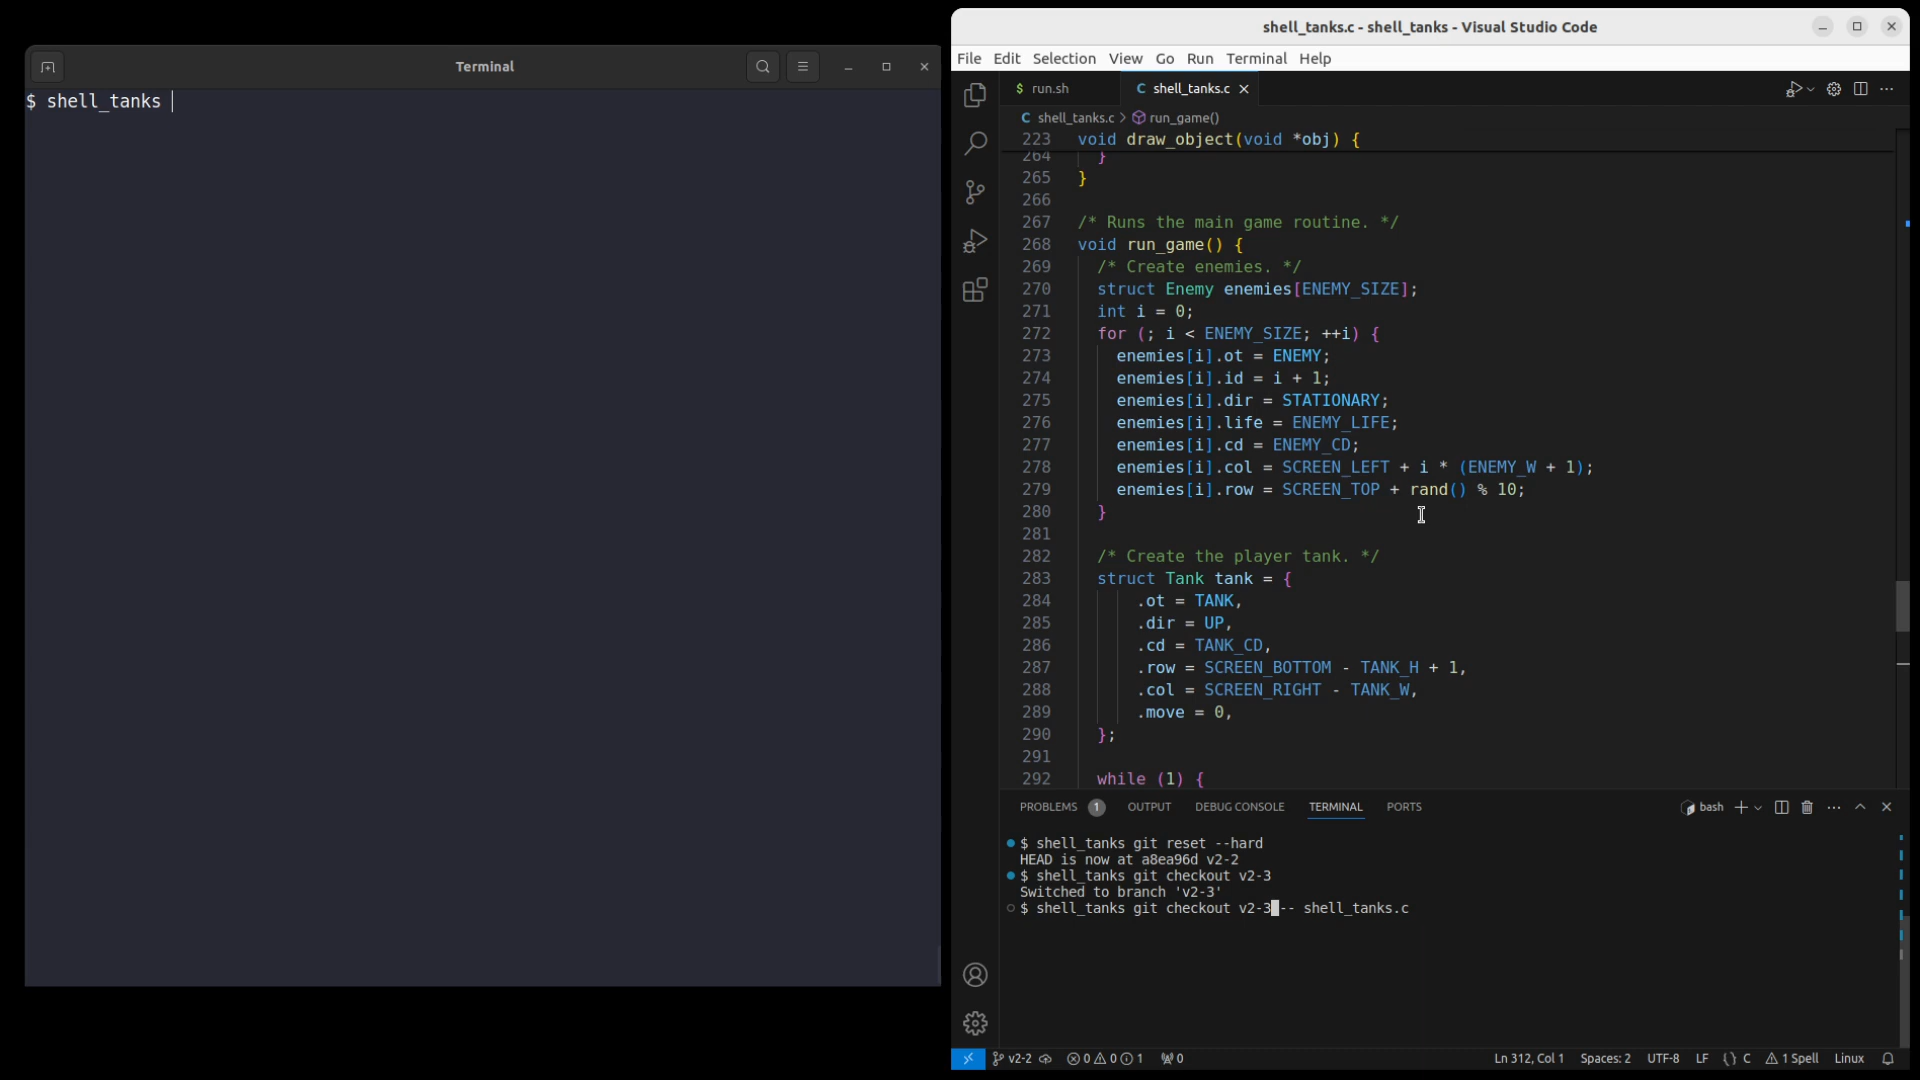 Terminal
$ shell_tanks
shell_tanks.c - shell_tanks - Visual Studio Code
File Edit Selection View Go Run Terminal Help
$ run.sh
C shell_tanks.c
C shell_tanks.c > run_game()
223 void draw_object(void *obj) {
264 }
265 }
266
267 /* Runs the main game routine. */
268 void run_game() {
269 /* Create enemies. */
270 struct Enemy enemies[ENEMY_SIZE];
271 int i = 0;
272 for (; i < ENEMY_SIZE; ++i) {
273 enemies[i].ot = ENEMY;
274 enemies[i].id = i + 1;
275 enemies[i].dir = STATIONARY;
276 enemies[i].life = ENEMY_LIFE;
277 enemies[i].cd = ENEMY_CD;
278 enemies[i].col = SCREEN_LEFT + i * (ENEMY_W + 1);
279 enemies[i].row = SCREEN_TOP + rand() % 10;
280 }
281
282 /* Create the player tank. */
283 struct Tank tank = {
284 .ot = TANK,
285 .dir = UP,
286 .cd = TANK_CD,
287 .row = SCREEN_BOTTOM - TANK_H + 1,
288 .col = SCREEN_RIGHT - TANK_W,
289 .move = 0,
290 };
291
292 while (1) {
PROBLEMS 1 OUTPUT DEBUG CONSOLE TERMINAL PORTS
bash
$ shell_tanks git reset --hard
HEAD is now at a8ea96d v2-2
$ shell_tanks git checkout v2-3
Switched to branch 'v2-3'
$ shell_tanks git checkout v2-3 -- shell_tanks.c
v2-2 0 0 1 0
Ln 312, Col 1 Spaces: 2 UTF-8 LF {} C 1 Spell Linux